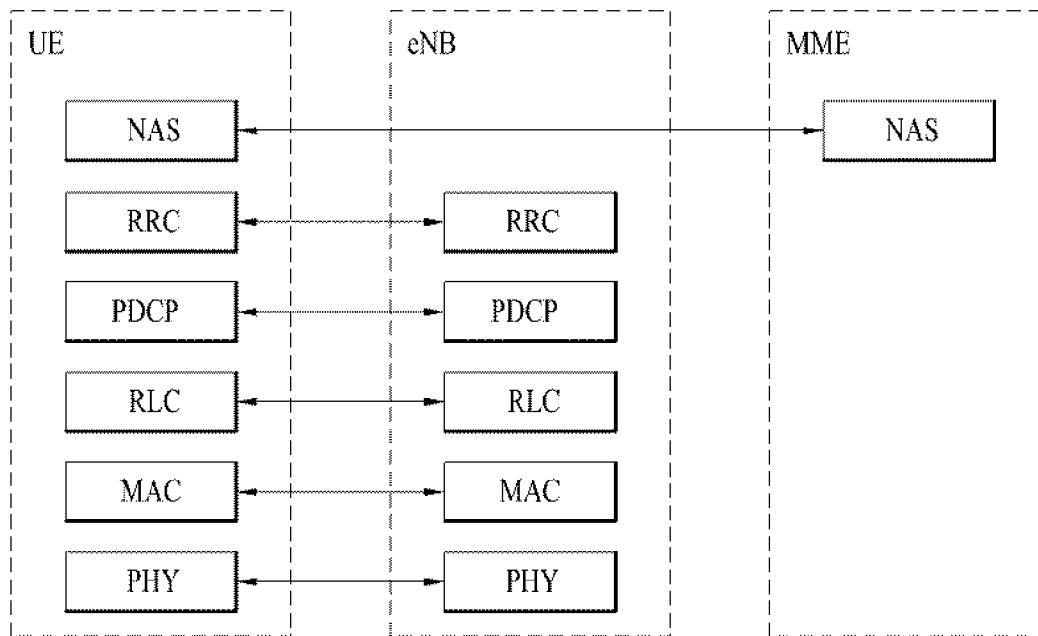 UE eNB MME
NAS NAS
RRC RRC
PDCP PDCP
RLC RLC
MAC MAC
PHY PHY